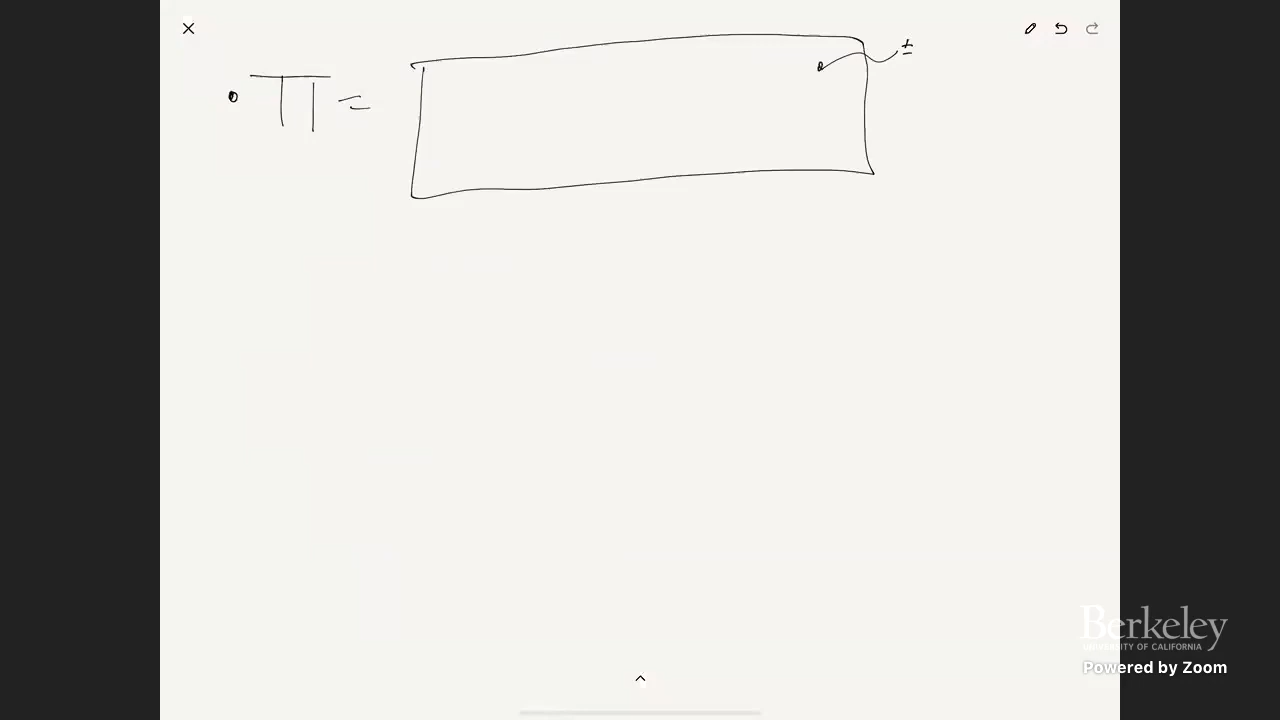 • Π = ±
Berkeley
UNIVERSITY OF CALIFORNIA
Powered by Zoom